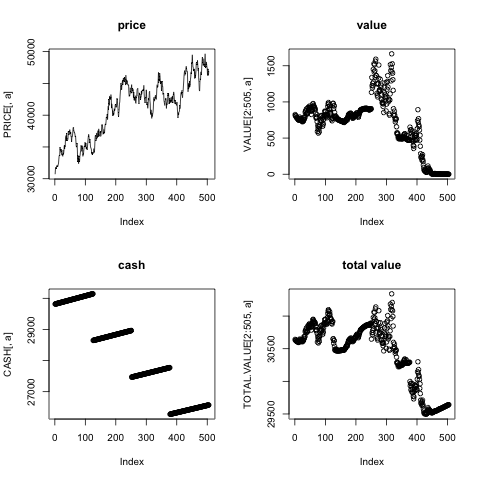 price
PRICE[, a]
30000 40000 50000
0 100 200 300 400 500
Index
value
VALUE[2:505, a]
0 500 1000 1500
0 100 200 300 400 500
Index
cash
CASH[, a]
27000 29000
0 100 200 300 400 500
Index
total value
TOTAL.VALUE[2:505, a]
29500 30500
0 100 200 300 400 500
Index